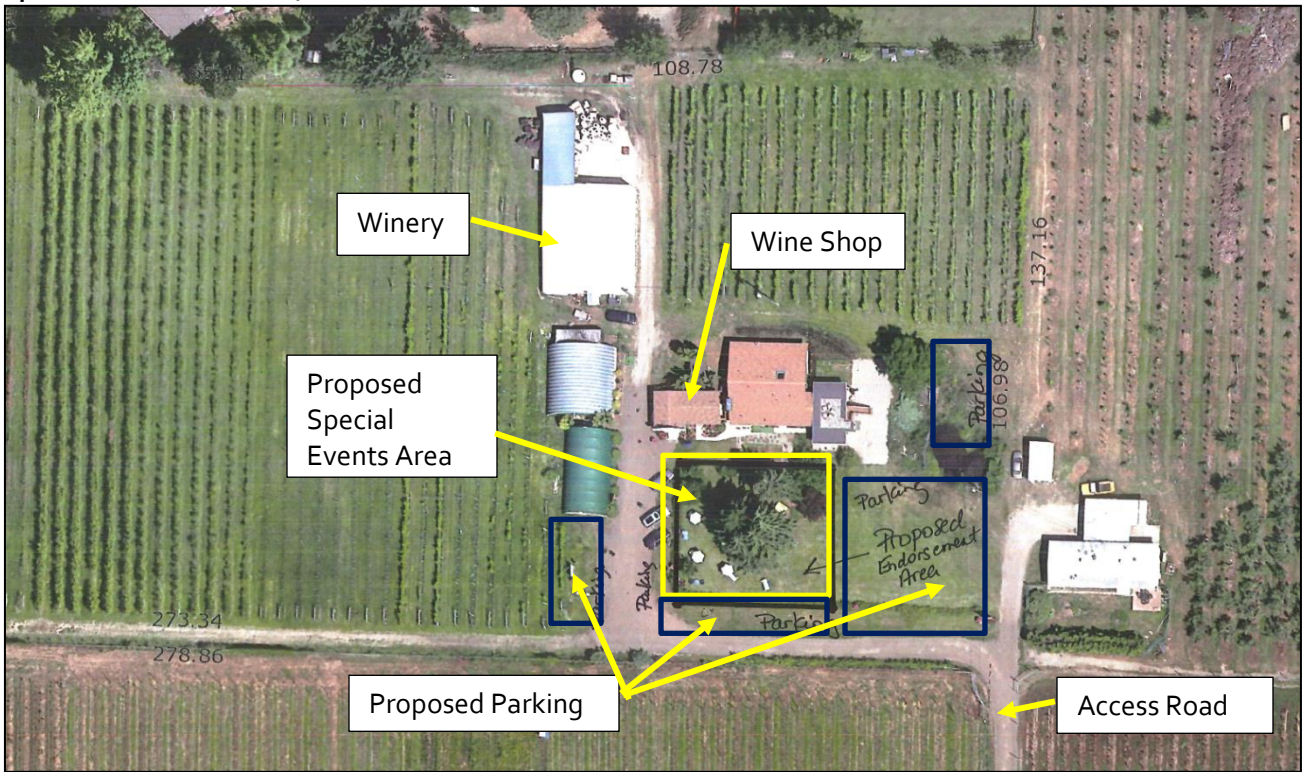 108.78
Winery
Wine Shop
137.16
Proposed
Special
Events Area
Parking
106.98
Parking
Proposed
Endorsement
Area
Parking
Parking
Parking
273.34
278.86
Proposed Parking
Access Road